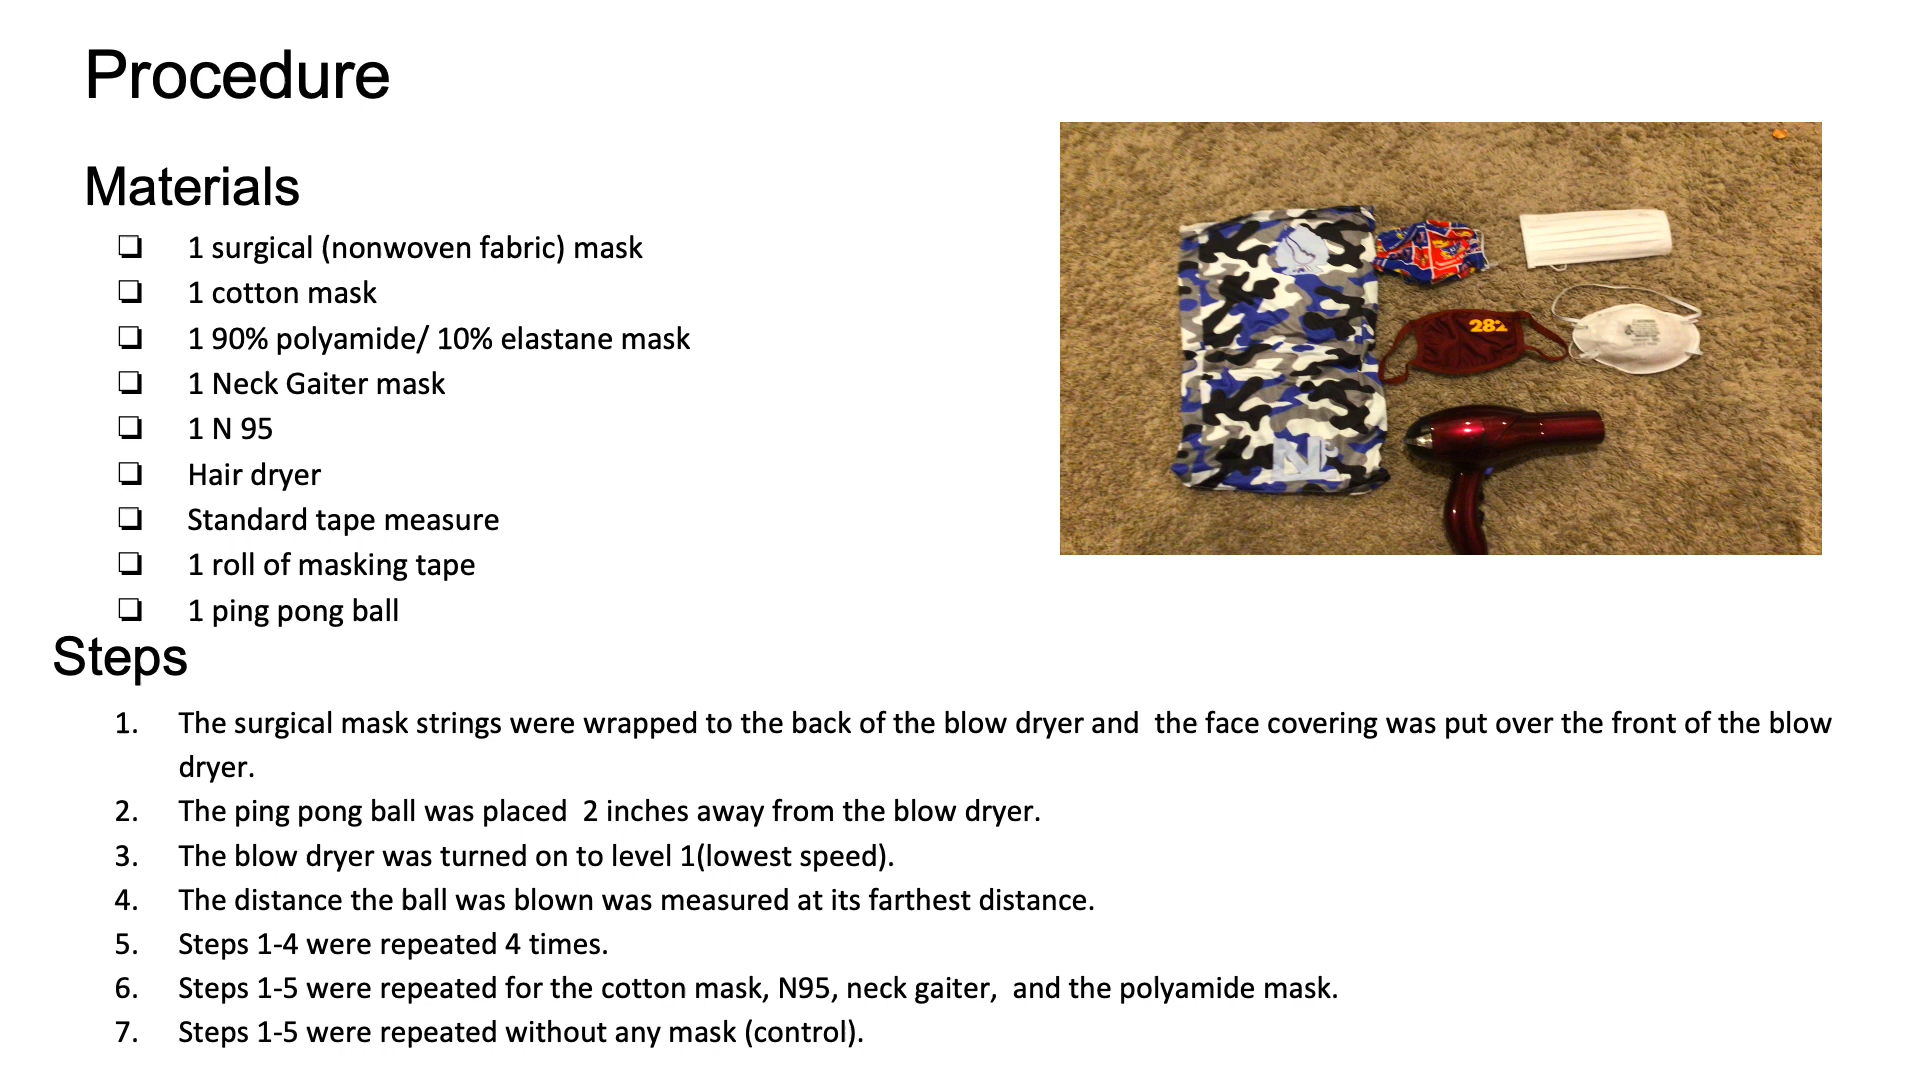 Procedure
Materials
❏ 1 surgical (nonwoven fabric) mask
❏ 1 cotton mask
❏ 1 90% polyamide/ 10% elastane mask
❏ 1 Neck Gaiter mask
❏ 1 N 95
❏ Hair dryer
❏ Standard tape measure
❏ 1 roll of masking tape
❏ 1 ping pong ball
282
Steps
1. The surgical mask strings were wrapped to the back of the blow dryer and  the face covering was put over the front of the blow
dryer.
2. The ping pong ball was placed  2 inches away from the blow dryer.
3. The blow dryer was turned on to level 1(lowest speed).
4. The distance the ball was blown was measured at its farthest distance.
5. Steps 1-4 were repeated 4 times.
6. Steps 1-5 were repeated for the cotton mask, N95, neck gaiter,  and the polyamide mask.
7. Steps 1-5 were repeated without any mask (control).